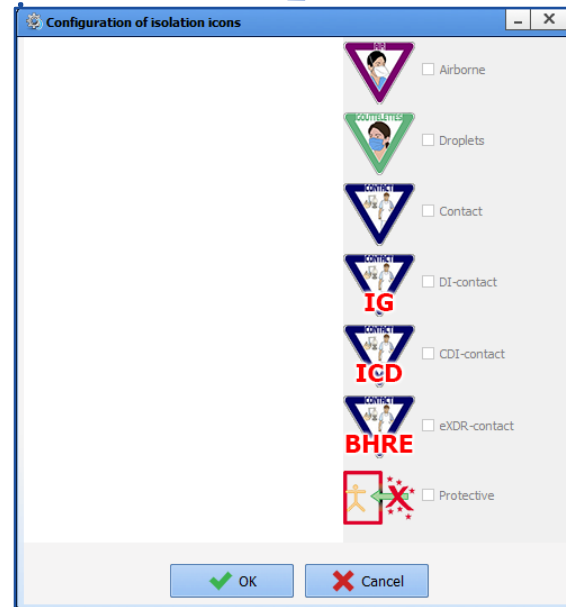 Configuration of isolation icons
Airborne
GOUTTELETTES
Droplets
CONTACT
Contact
CONTACT
IG
DI-contact
CONTACT
ICD
CDI-contact
CONTACT
BHRE
eXDR-contact
Protective
OK
Cancel